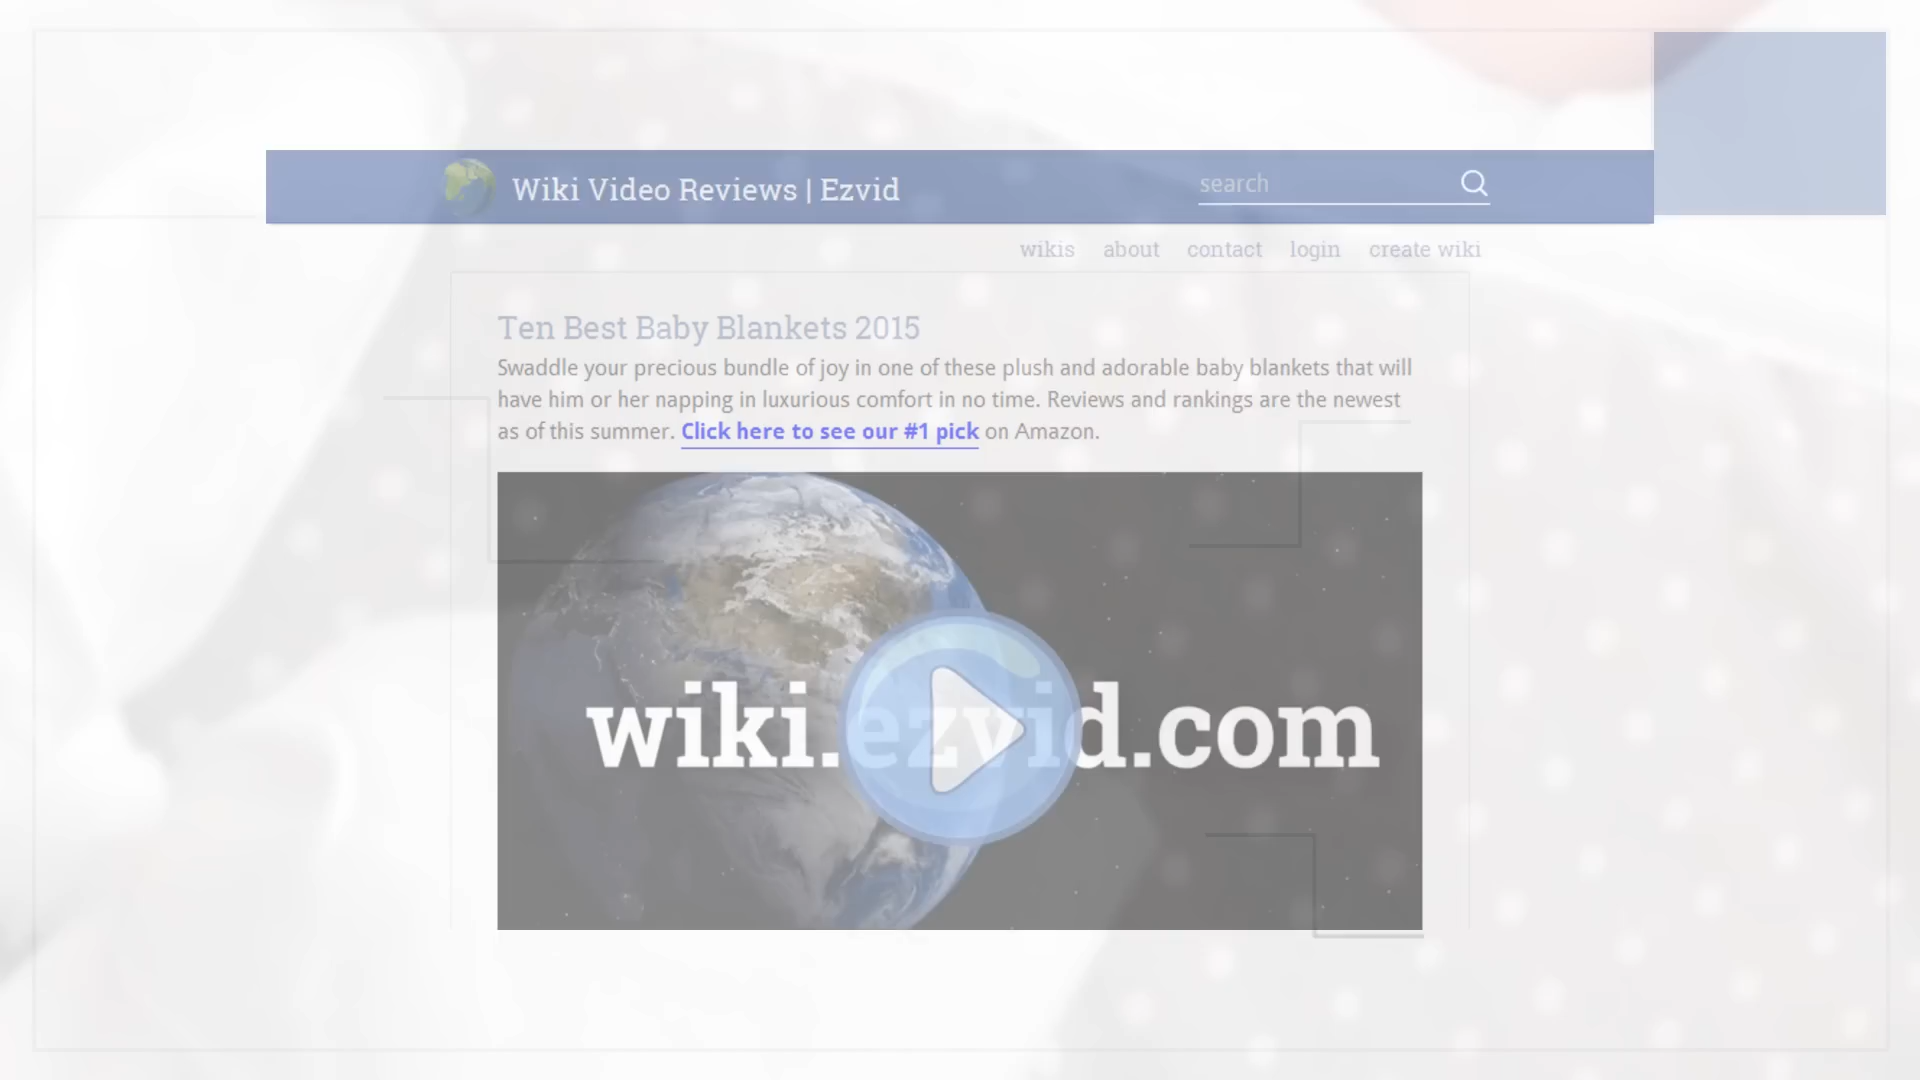 Wiki Video Reviews | Ezvid
search
wikis about contact login create wiki
Ten Best Baby Blankets 2015
Swaddle your precious bundle of joy in one of these plush and adorable baby blankets that will
have him or her napping in luxurious comfort in no time. Reviews and rankings are the newest
as of this summer. Click here to see our #1 pick on Amazon.
wiki.ezvid.com